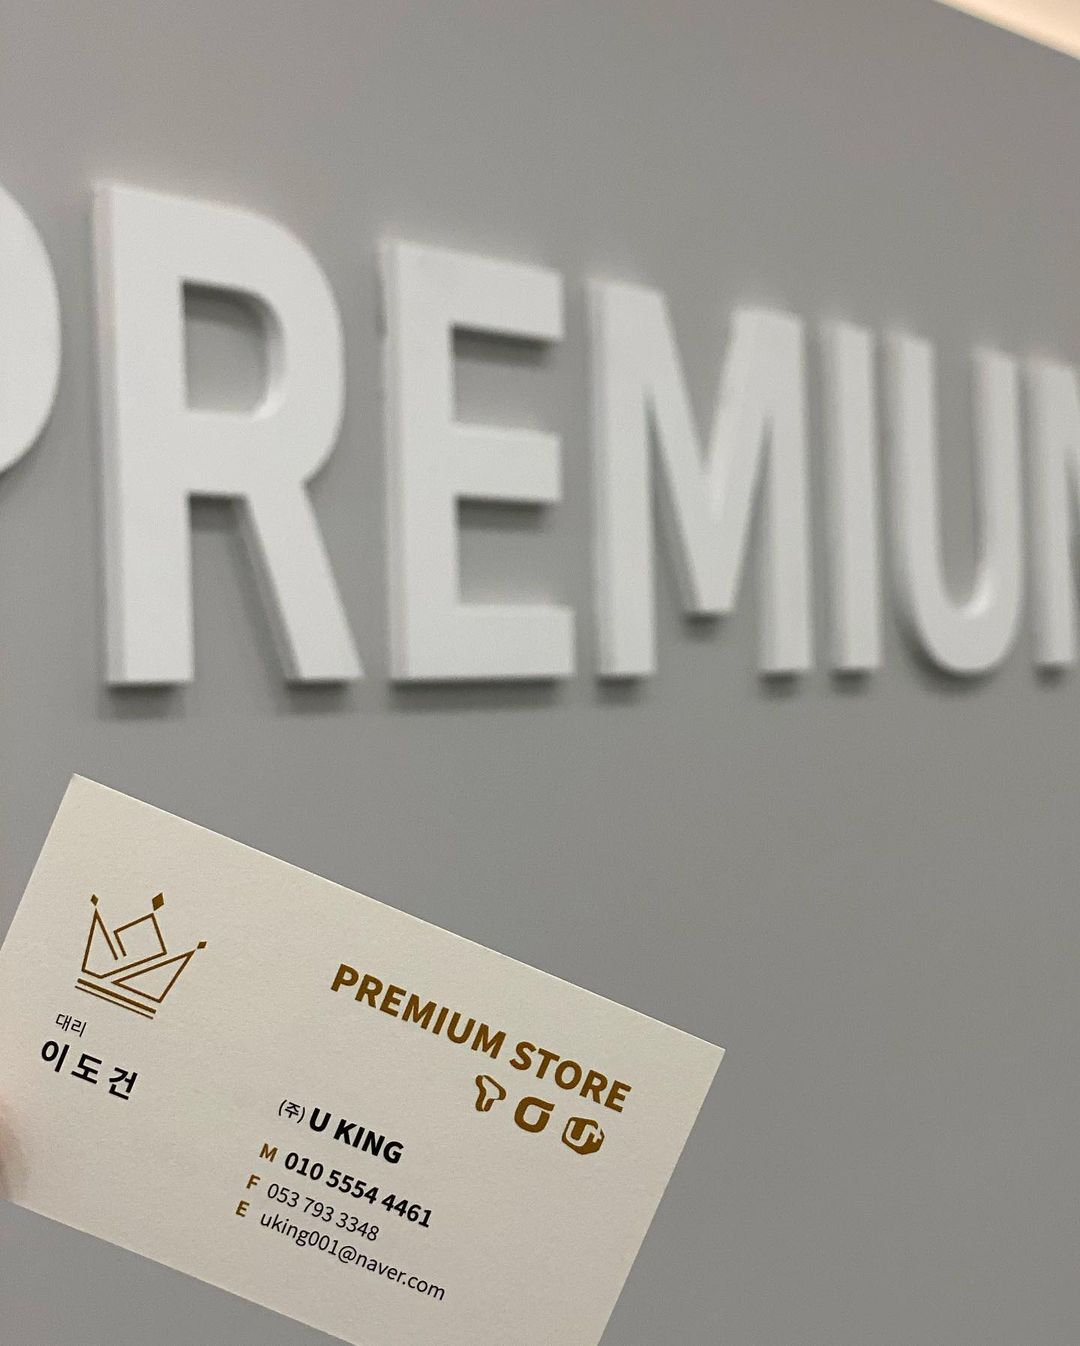 PREMIUM
PREMIUM STORE
U+
대리
이도건
(주) U KING
M 010 5554 4461
F 053 793 3348
E uking001@naver.com